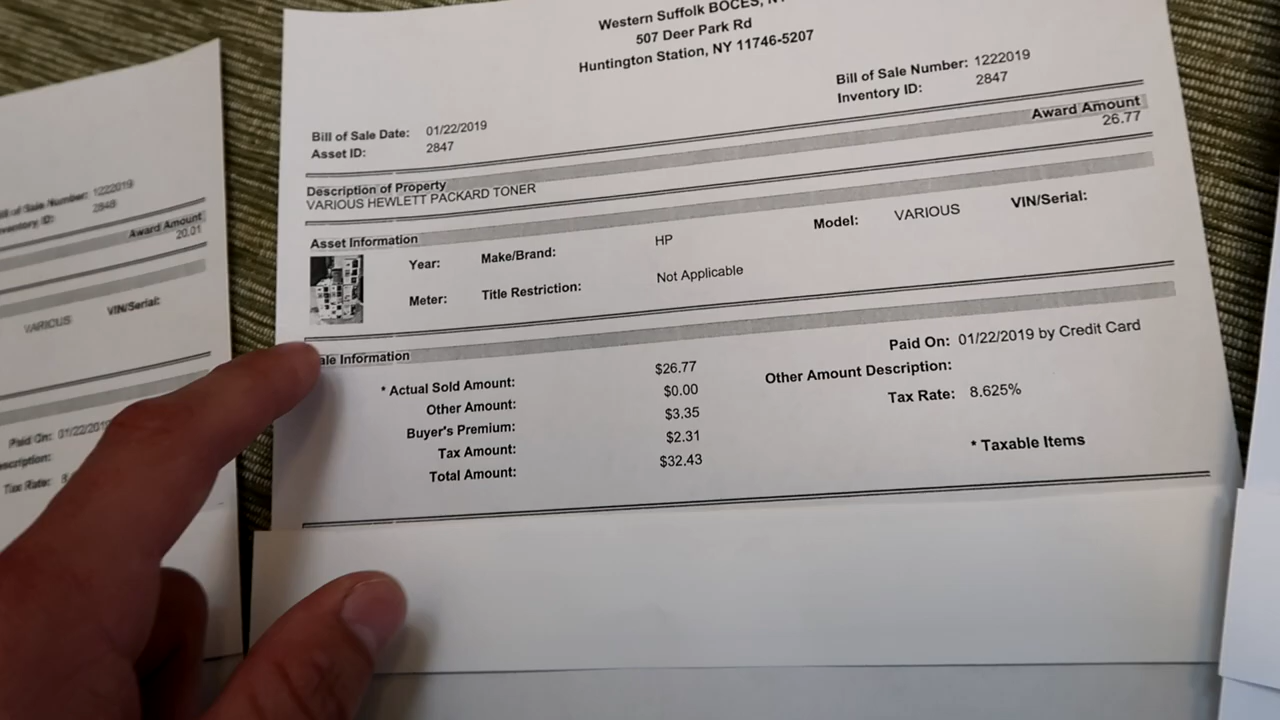 Western Suffolk BOCES,
507 Deer Park Rd
Huntington Station, NY 11746-5207
Bill of Sale Number: 1222019
Inventory ID: 2847
Bill of Sale Date: 01/22/2019
Asset ID: 2847
Award Amount
26.77
Description of Property
VARIOUS HEWLETT PACKARD TONER
Asset Information
Year: Make/Brand: HP Model: VARIOUS VIN/Serial:
Meter: Title Restriction: Not Applicable
ale Information
* Actual Sold Amount: $26.77 Paid On: 01/22/2019 by Credit Card
Other Amount: $0.00 Other Amount Description:
Buyer's Premium: $3.35 Tax Rate: 8.625%
Tax Amount: $2.31
Total Amount: $32.43 * Taxable Items
of Sale Number: 1222019
ID:
Award Amount
20.01
VARIOUS VIN/Serial:
Paid On: 01/22/201
Tax Rate: